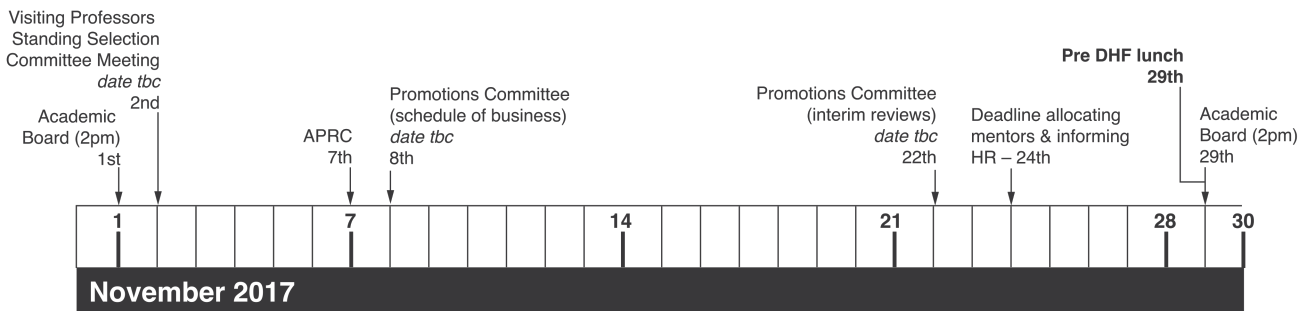 Visiting Professors
Standing Selection
Committee Meeting
date tbc
2nd
Academic
Board (2pm)
1st
APRC
7th
Promotions Committee
(schedule of business)
date tbc
8th
Promotions Committee
(interim reviews)
date tbc
22th
Deadline allocating
mentors & informing
HR – 24th
Pre DHF lunch
29th
Academic
Board (2pm)
29th
1 7 14 21 28 30
November 2017